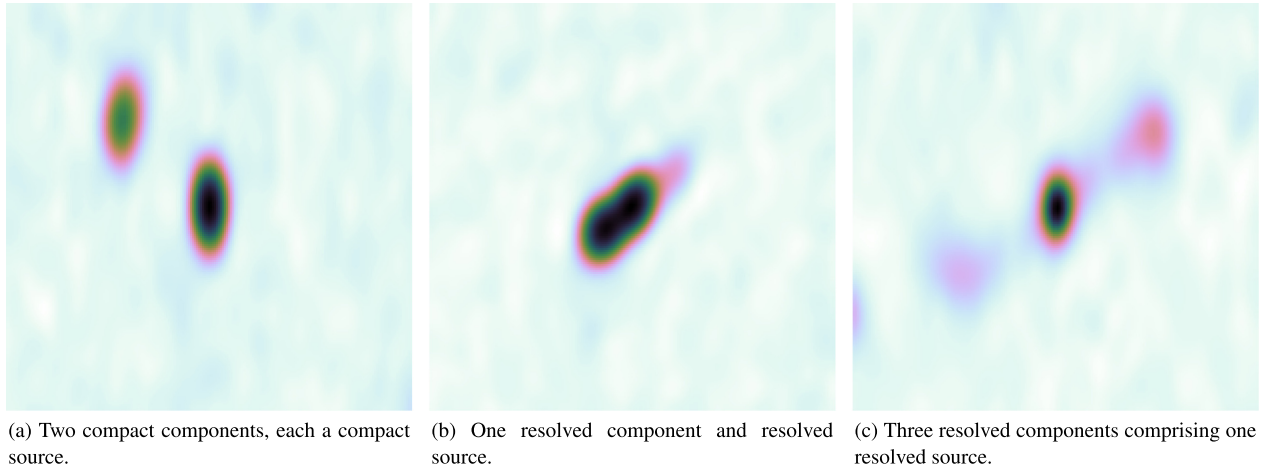 (a) Two compact components, each a compact
source.
(b) One resolved component and resolved
source.
(c) Three resolved components comprising one
resolved source.